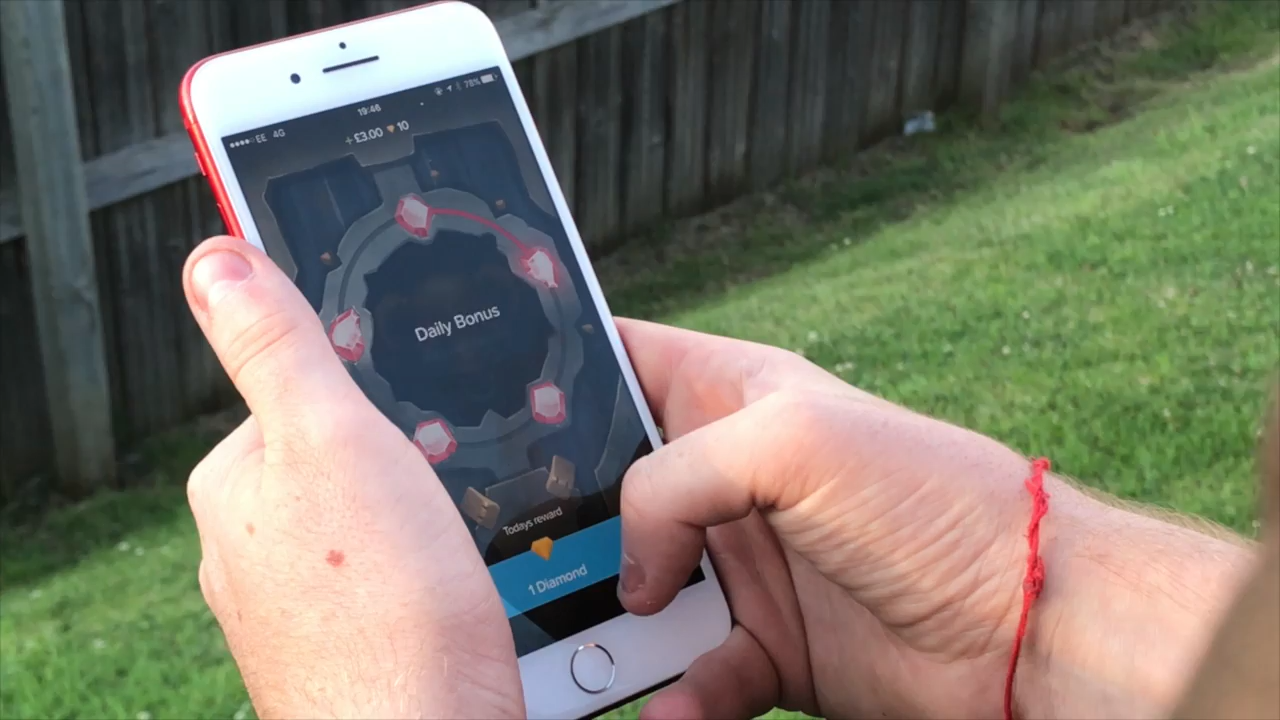 EE 4G 19:46 78%
+£3.00 10
Daily Bonus
Todays reward
1 Diamond